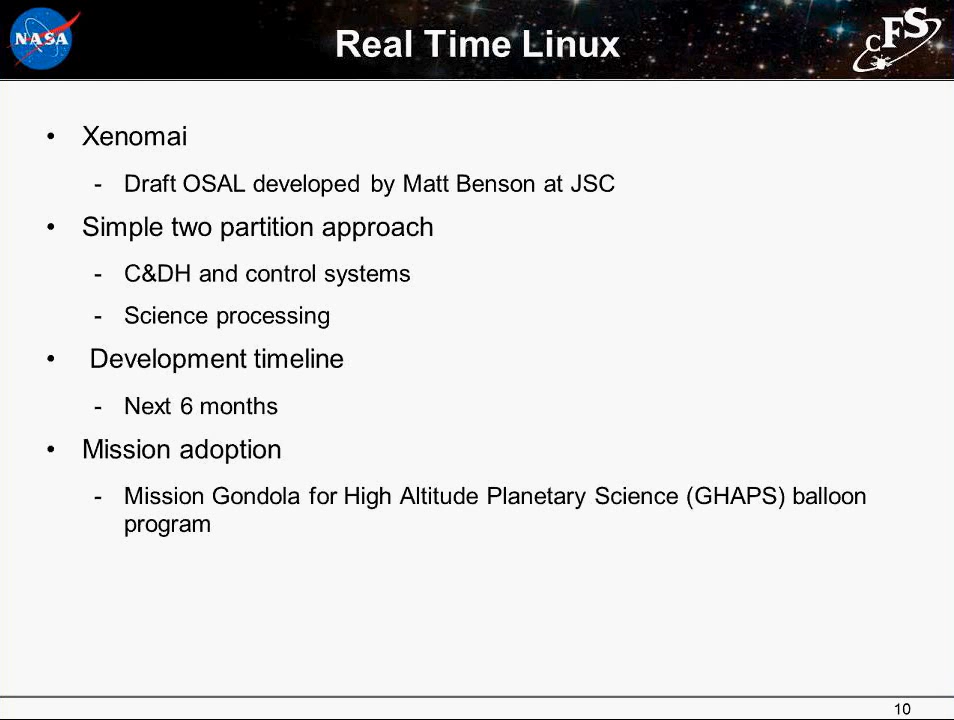 NASA
Real Time Linux
CFS
• Xenomai
- Draft OSAL developed by Matt Benson at JSC
• Simple two partition approach
- C&DH and control systems
- Science processing
• Development timeline
- Next 6 months
• Mission adoption
- Mission Gondola for High Altitude Planetary Science (GHAPS) balloon
program
10